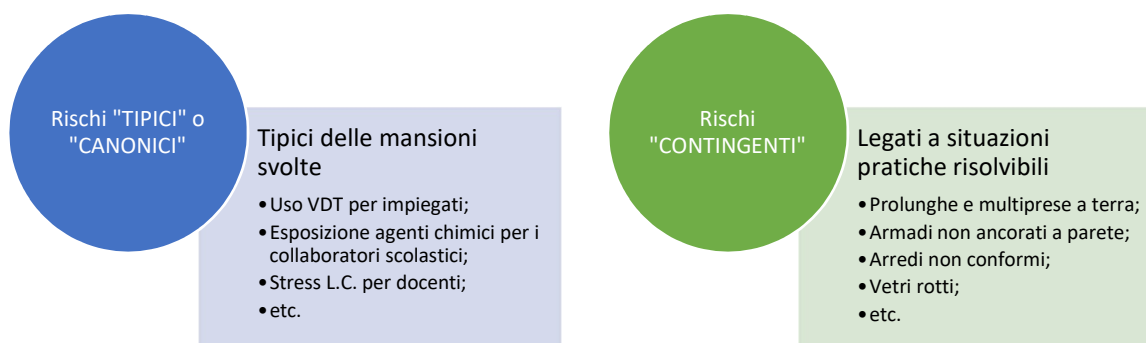 Rischi "TIPICI" o
"CANONICI"
Tipici delle mansioni
svolte
•Uso VDT per impiegati;
•Esposizione agenti chimici per i
collaboratori scolastici;
•Stress L.C. per docenti;
•etc.
Rischi
"CONTINGENTI"
Legati a situazioni
pratiche risolvibili
•Prolunghe e multiprese a terra;
•Armadi non ancorati a parete;
•Arredi non conformi;
•Vetri rotti;
•etc.